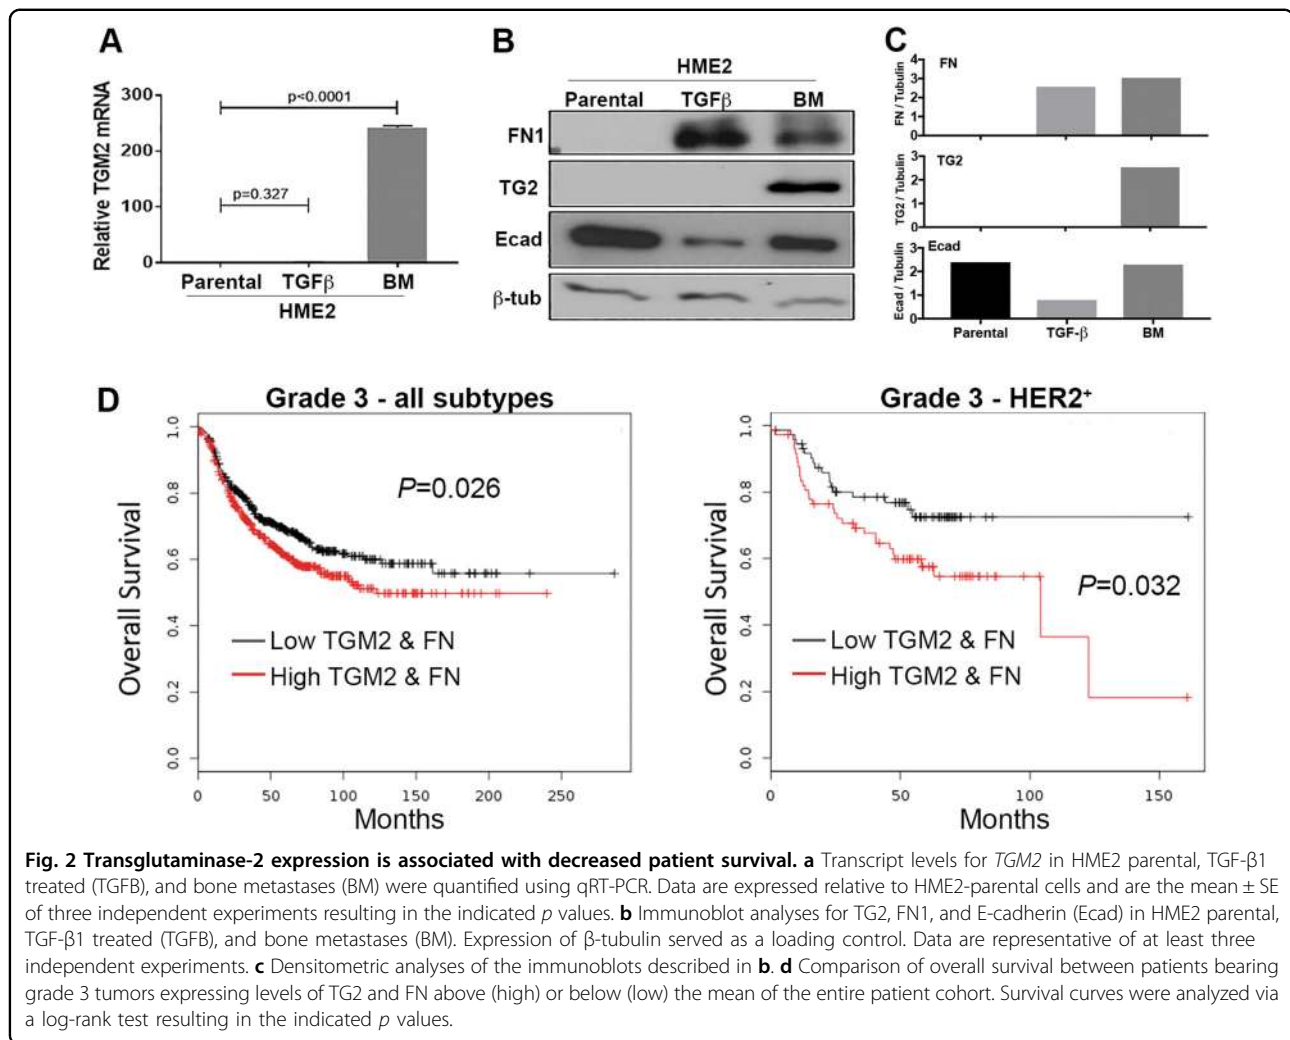 A
Relative TGM2 mRNA
300
200
100
0
p<0.0001
p=0.327
Parental TGFβ BM
HME2
B
HME2
Parental TGFβ BM
FN1
TG2
Ecad
β-tub
C
FN
FN / Tubulin
4
3
2
1
0
TG2
TG2 / Tubulin
3
2
1
0
Ecad
Ecad / Tubulin
3
2
1
0
Parental TGF-β BM
D
Grade 3 - all subtypes
Overall Survival
1.0
0.8
0.6
0.4
0.2
0.0
P=0.026
Low TGM2 & FN
High TGM2 & FN
0 50 100 150 200 250
Months
Grade 3 - HER2+
Overall Survival
1.0
0.8
0.6
0.4
0.2
0.0
P=0.032
Low TGM2 & FN
High TGM2 & FN
0 50 100 150
Months
Fig. 2 Transglutaminase-2 expression is associated with decreased patient survival. a Transcript levels for TGM2 in HME2 parental, TGF-β1
treated (TGFB), and bone metastases (BM) were quantified using qRT-PCR. Data are expressed relative to HME2-parental cells and are the mean ± SE
of three independent experiments resulting in the indicated p values. b Immunoblot analyses for TG2, FN1, and E-cadherin (Ecad) in HME2 parental,
TGF-β1 treated (TGFB), and bone metastases (BM). Expression of β-tubulin served as a loading control. Data are representative of at least three
independent experiments. c Densitometric analyses of the immunoblots described in b. d Comparison of overall survival between patients bearing
grade 3 tumors expressing levels of TG2 and FN above (high) or below (low) the mean of the entire patient cohort. Survival curves were analyzed via
a log-rank test resulting in the indicated p values.